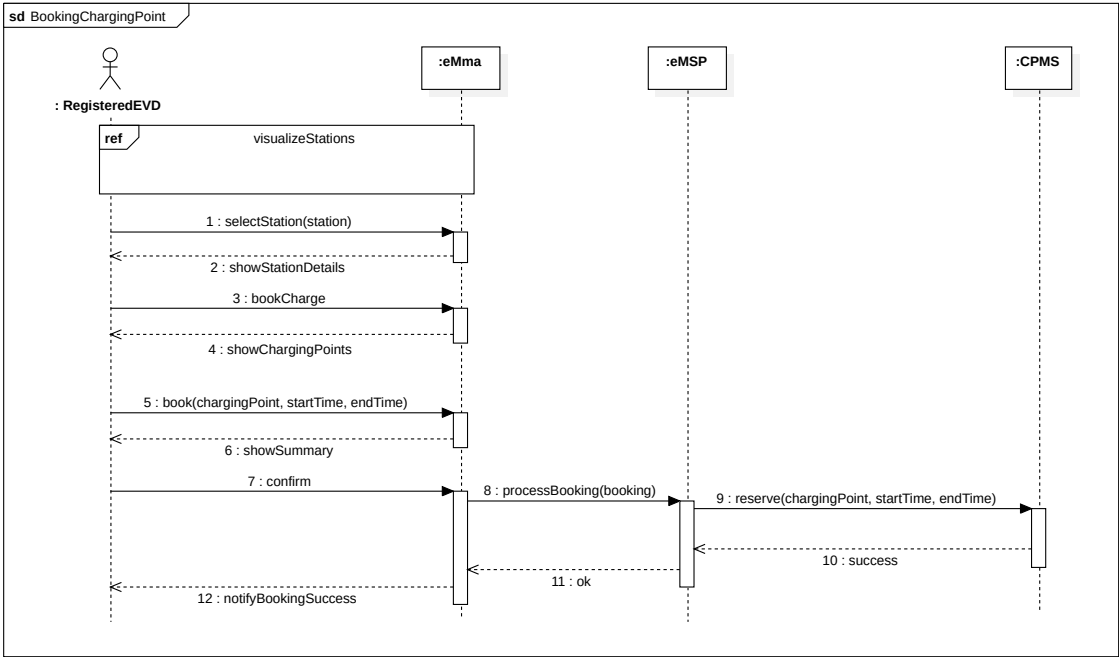 sd BookingChargingPoint
: RegisteredEVD
:eMma
:eMSP
:CPMS
ref
visualizeStations
1 : selectStation(station)
2 : showStationDetails
3 : bookCharge
4 : showChargingPoints
5 : book(chargingPoint, startTime, endTime)
6 : showSummary
7 : confirm
8 : processBooking(booking)
9 : reserve(chargingPoint, startTime, endTime)
10 : success
11 : ok
12 : notifyBookingSuccess